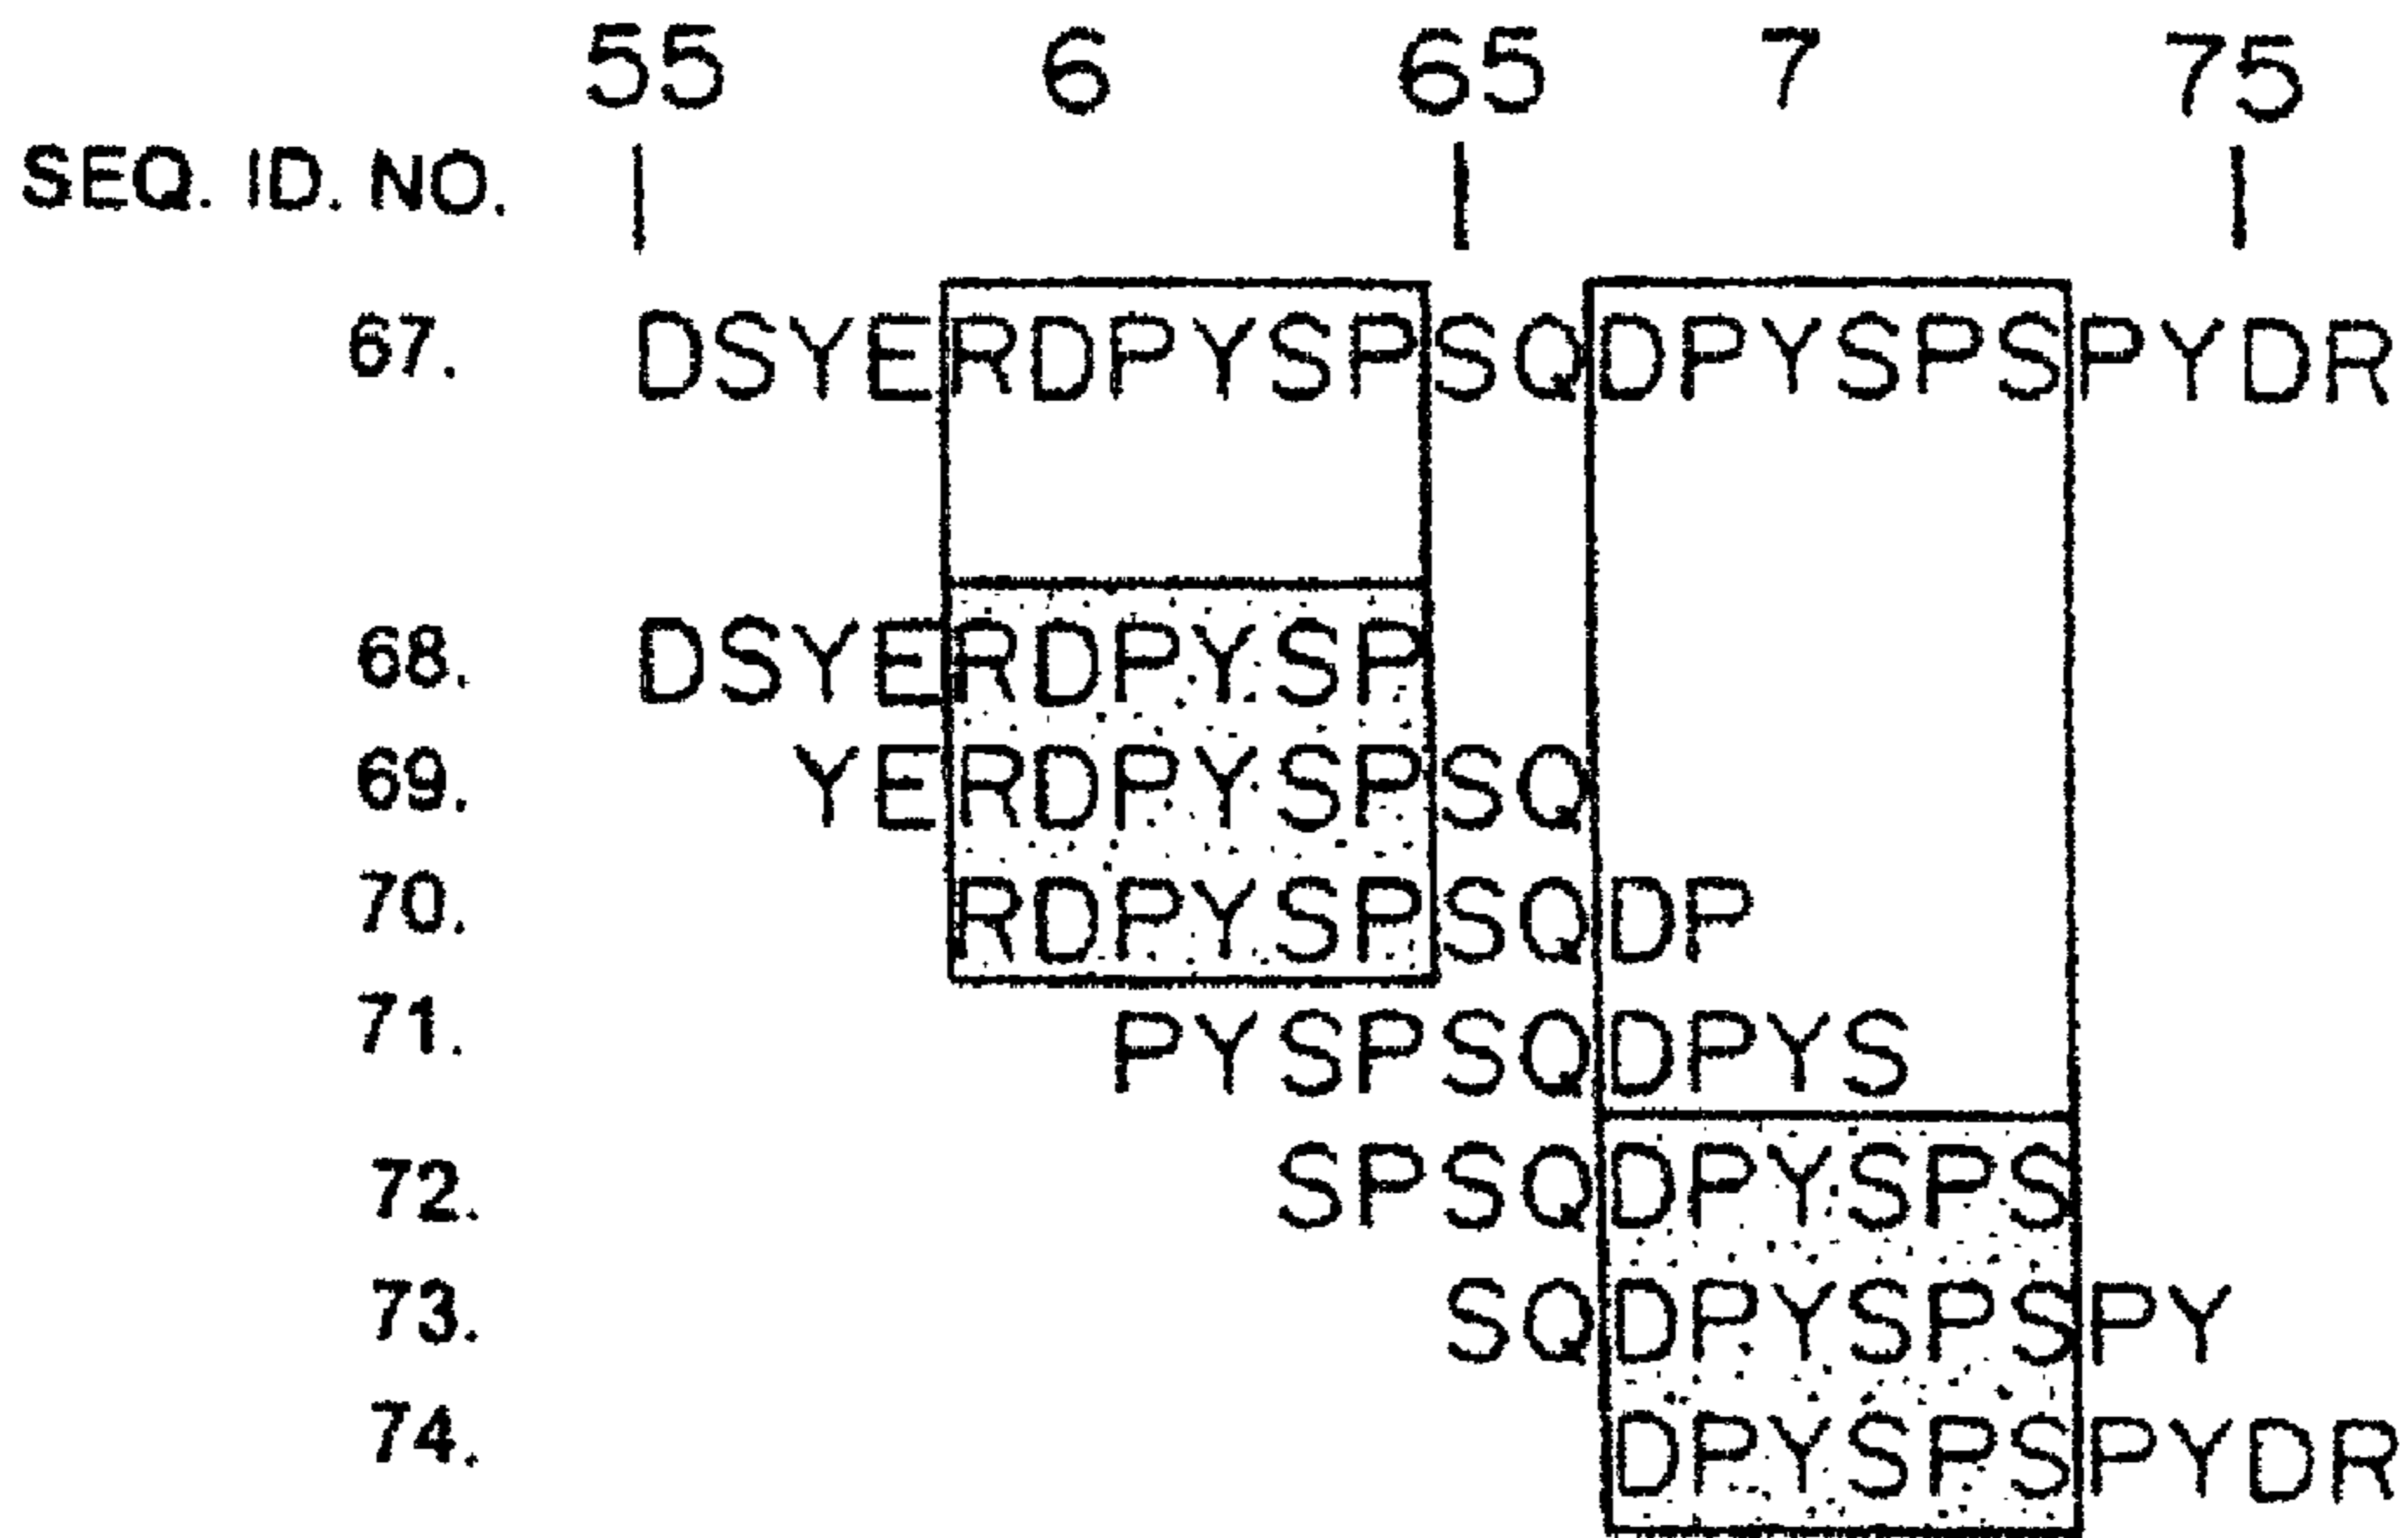 55 6 65 7 75
SEQ. ID. NO.
67. DSYERDPYSPSQDPYSPSPYDR
68. DSYERDPYSP
69. YERDPYSPSQ
70. RDPYSPSQDP
71. PYSPSQDPYS
72. SPSQDPYSPS
73. SQDPYSPSPY
74. DPYSPSPYDR